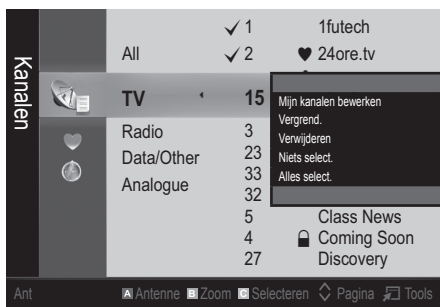 Kanalen
✓ 1 1futech
All ✓ 2 ♥ 24ore.tv
TV 15
Radio 3
Data/Other 23
Analogue 33
32
5 Class News
4 Coming Soon
27 Discovery
Mijn kanalen bewerken
Vergrend.
Verwijderen
Niets select.
Alles select.
Ant A Antenne B Zoom C Selecteren Pagina Tools